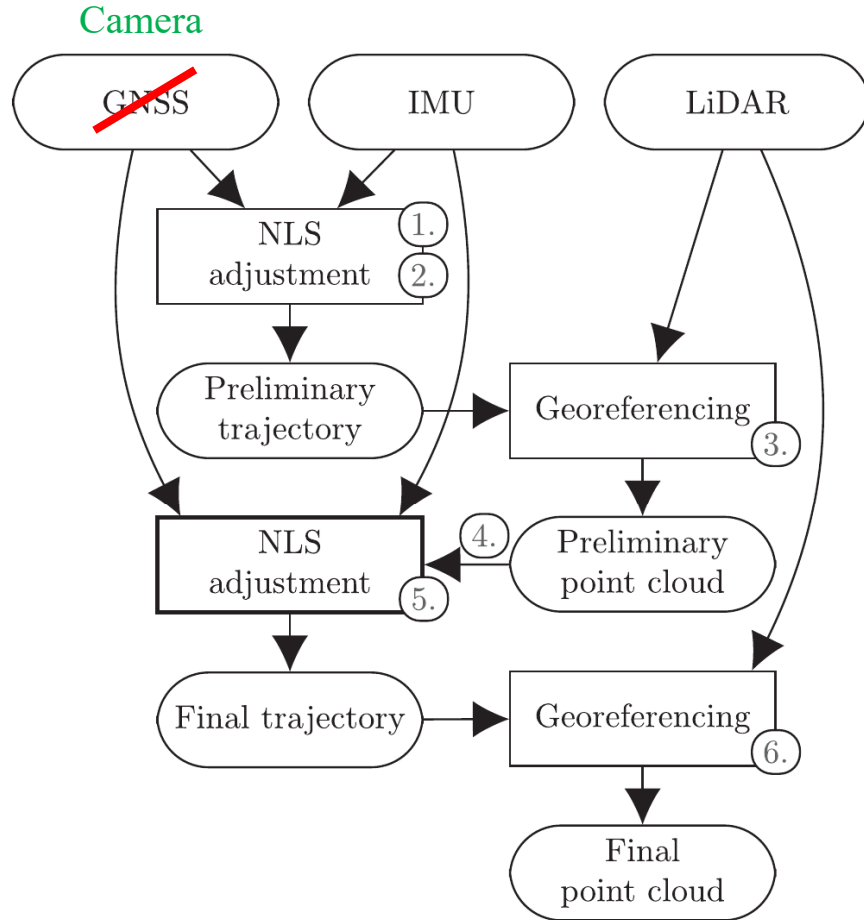 Camera
GNSS
IMU
LiDAR
NLS
adjustment
1.
2.
Preliminary
trajectory
Georeferencing
3.
NLS
adjustment
4.
5.
Preliminary
point cloud
Final trajectory
Georeferencing
6.
Final
point cloud